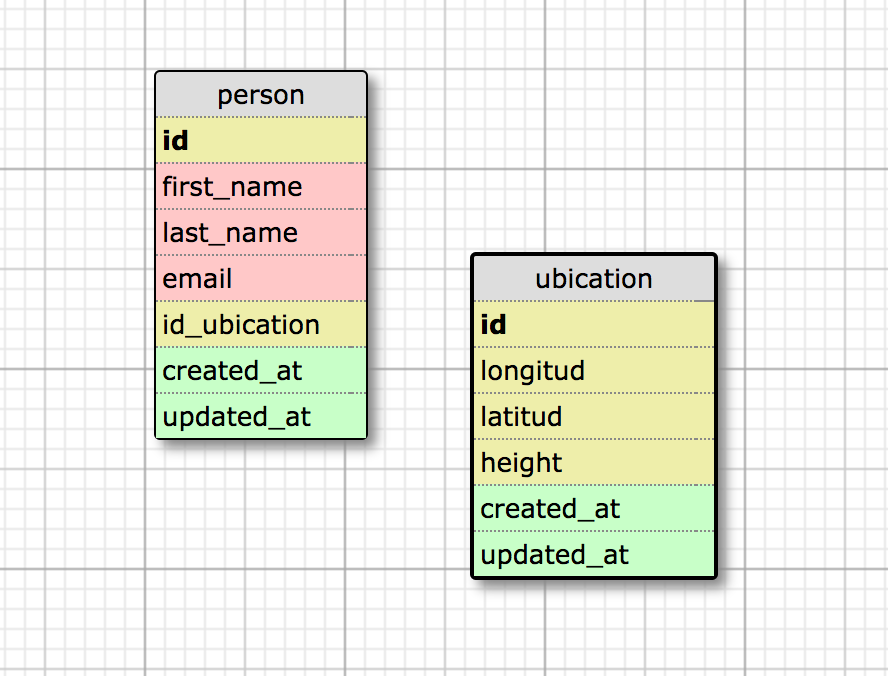 person
id
first_name
last_name
email
id_ubication
created_at
updated_at
ubication
id
longitud
latitud
height
created_at
updated_at